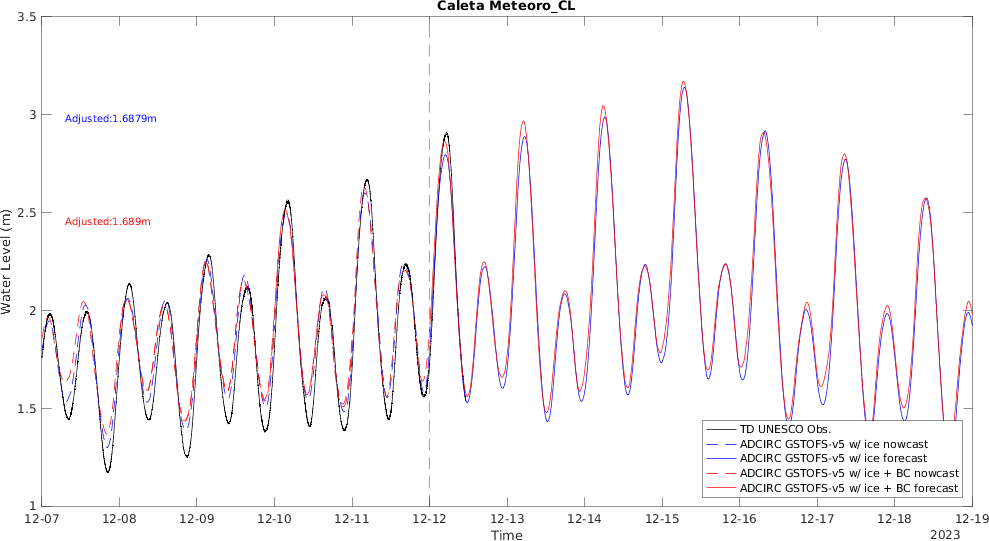 Caleta Meteoro_CL
3.5
3
2.5
2
1.5
1
Water Level (m)
Adjusted:1.6879m
Adjusted:1.689m
TD UNESCO Obs.
ADCIRC GSTOFS-v5 w/ ice nowcast
ADCIRC GSTOFS-v5 w/ ice forecast
ADCIRC GSTOFS-v5 w/ ice + BC nowcast
ADCIRC GSTOFS-v5 w/ ice + BC forecast
12-07 12-08 12-09 12-10 12-11 12-12 12-13 12-14 12-15 12-16 12-17 12-18 12-19
Time
2023